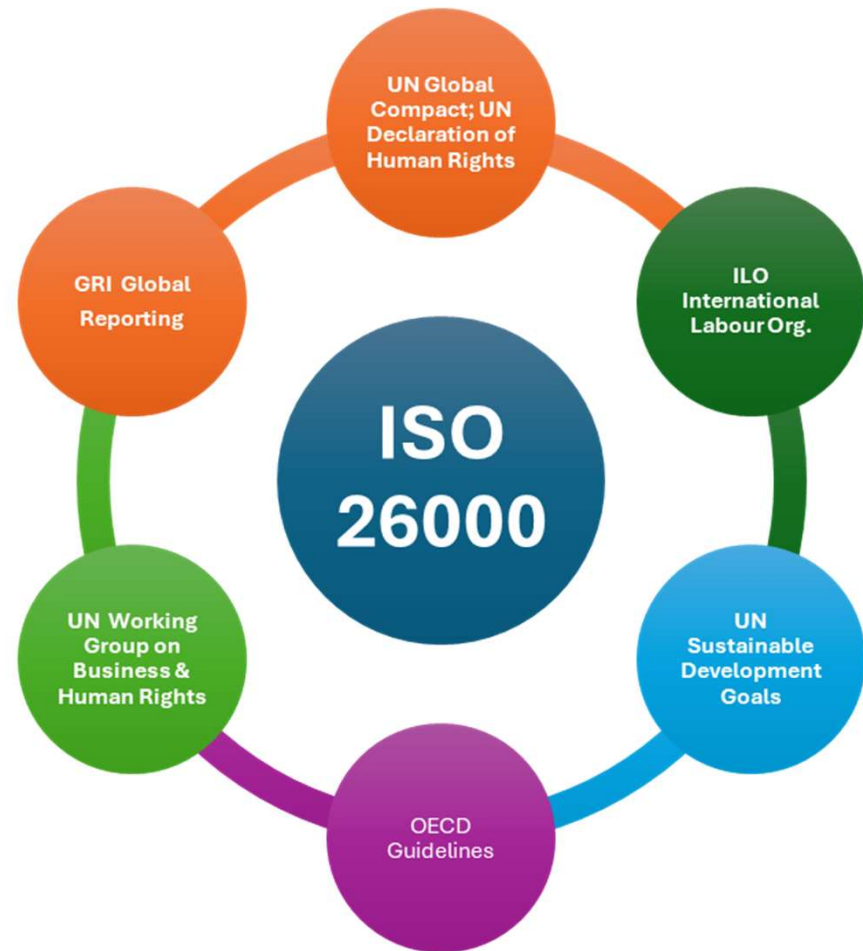 UN Global
Compact; UN
Declaration of
Human Rights
GRI Global
Reporting
ILO
International
Labour Org.
ISO
26000
UN Working
Group on
Business &
Human Rights
UN
Sustainable
Development
Goals
OECD
Guidelines